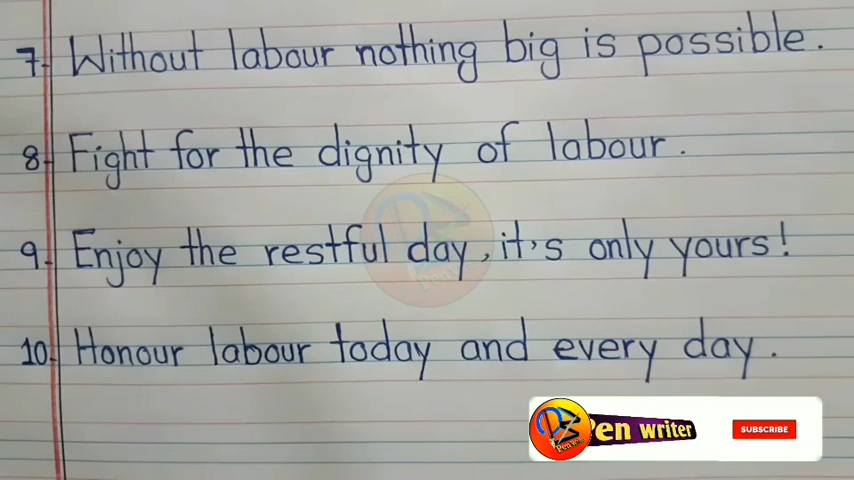 7. Without labour nothing big is possible.
8. Fight for the dignity of labour.
9. Enjoy the restful day, it's only yours!
10. Honour labour today and every day.
Pen writer
SUBSCRIBE